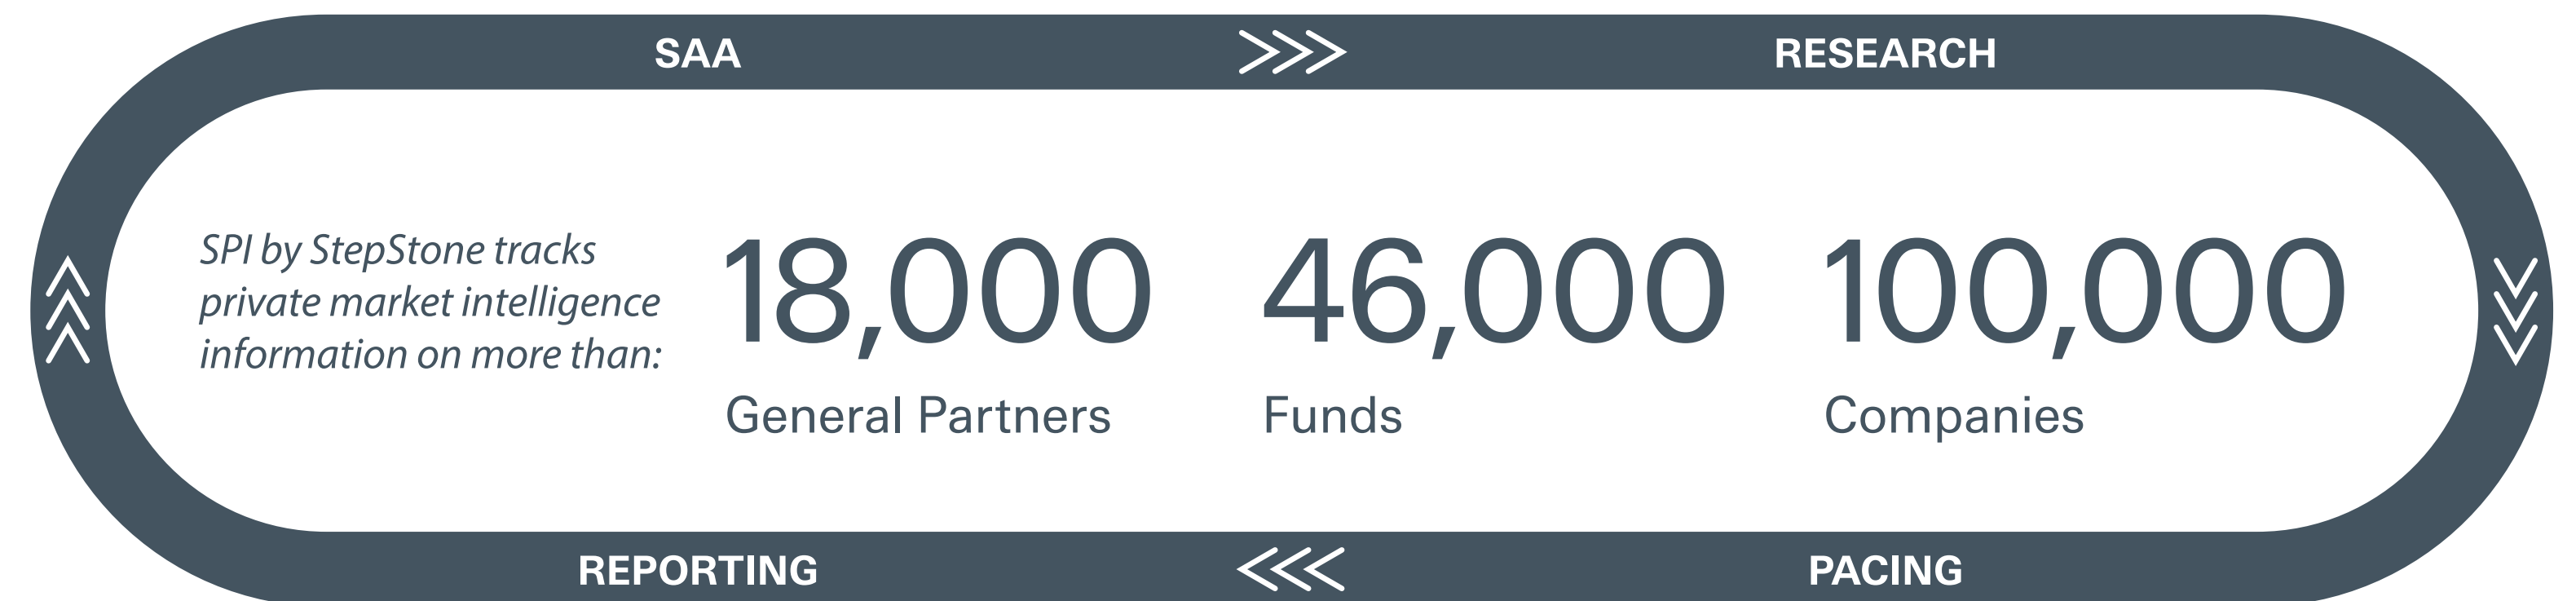 SAA
RESEARCH
SPI by StepStone tracks
private market intelligence
information on more than:
18,000
General Partners
46,000
Funds
100,000
Companies
REPORTING
PACING